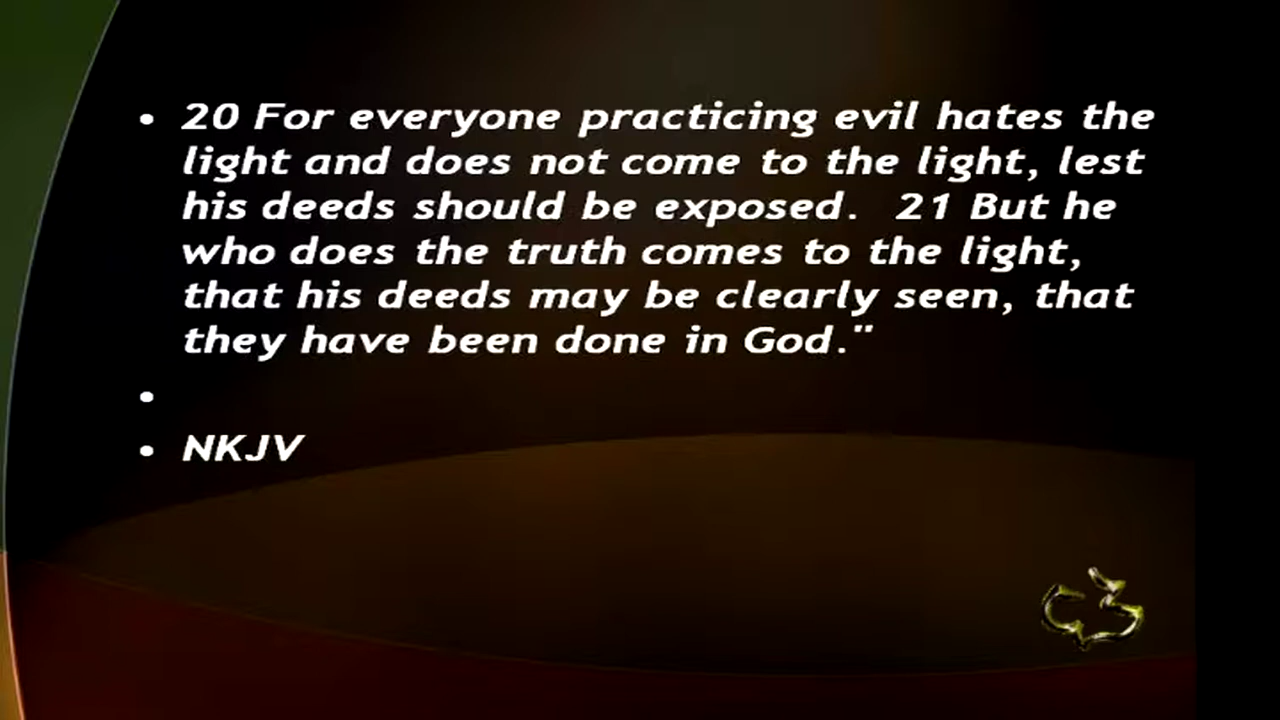 • 20 For everyone practicing evil hates the
light and does not come to the light, lest
his deeds should be exposed.  21 But he
who does the truth comes to the light,
that his deeds may be clearly seen, that
they have been done in God."
•
• NKJV
C3